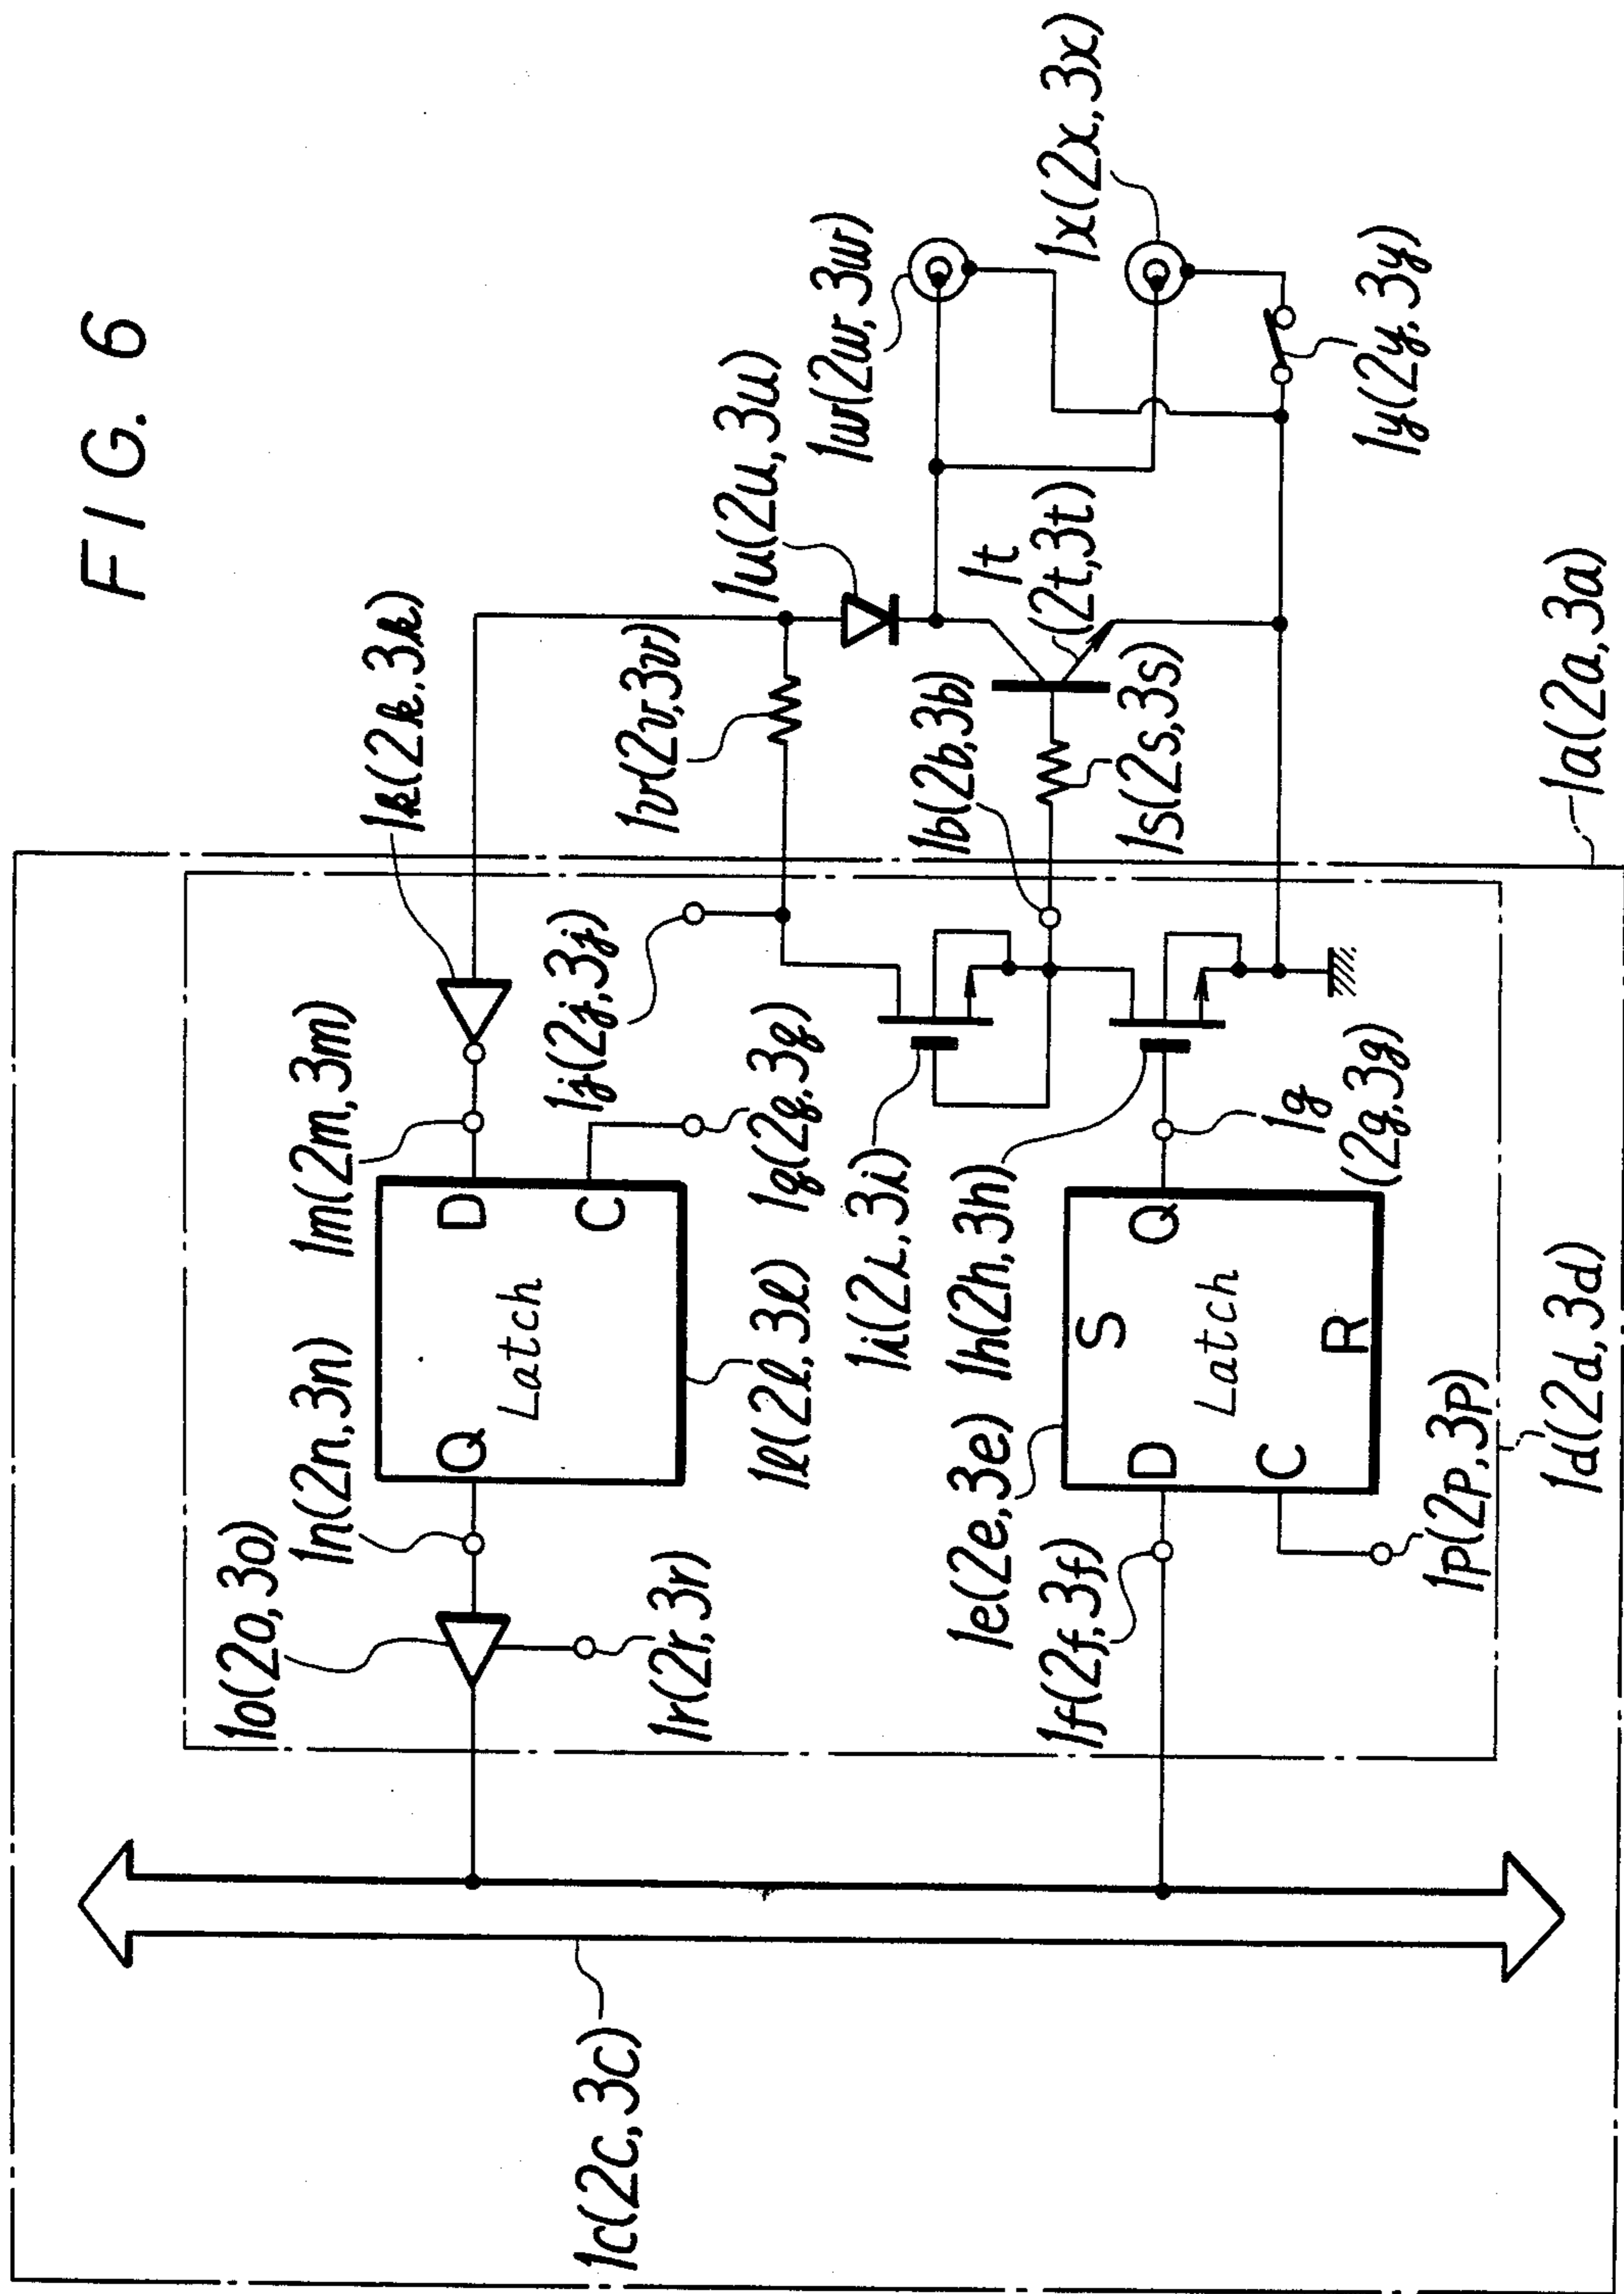 FIG. 6
1k(2k,3k)
1u(2u,3u)
1w(2w,3w)
1x(2x,3x)
1v(2v,3v)
1t
(2t,3t)
1y(2y,3y)
1b(2b,3b)
1s(2s,3s)
1a(2a,3a)
1m(2m,3m)
1j(2j,3j)
1q(2q,3q)
1g
(2g,3g)
1n(2n,3n)
Q
D
C
Latch
1l(2l,3l)
1i(2i,3i)
1h(2h,3h)
1o(2o,3o)
1r(2r,3r)
1e(2e,3e)
1f(2f,3f)
S
D
Q
C
R
Latch
1p(2p,3p)
1d(2d,3d)
1c(2c,3c)